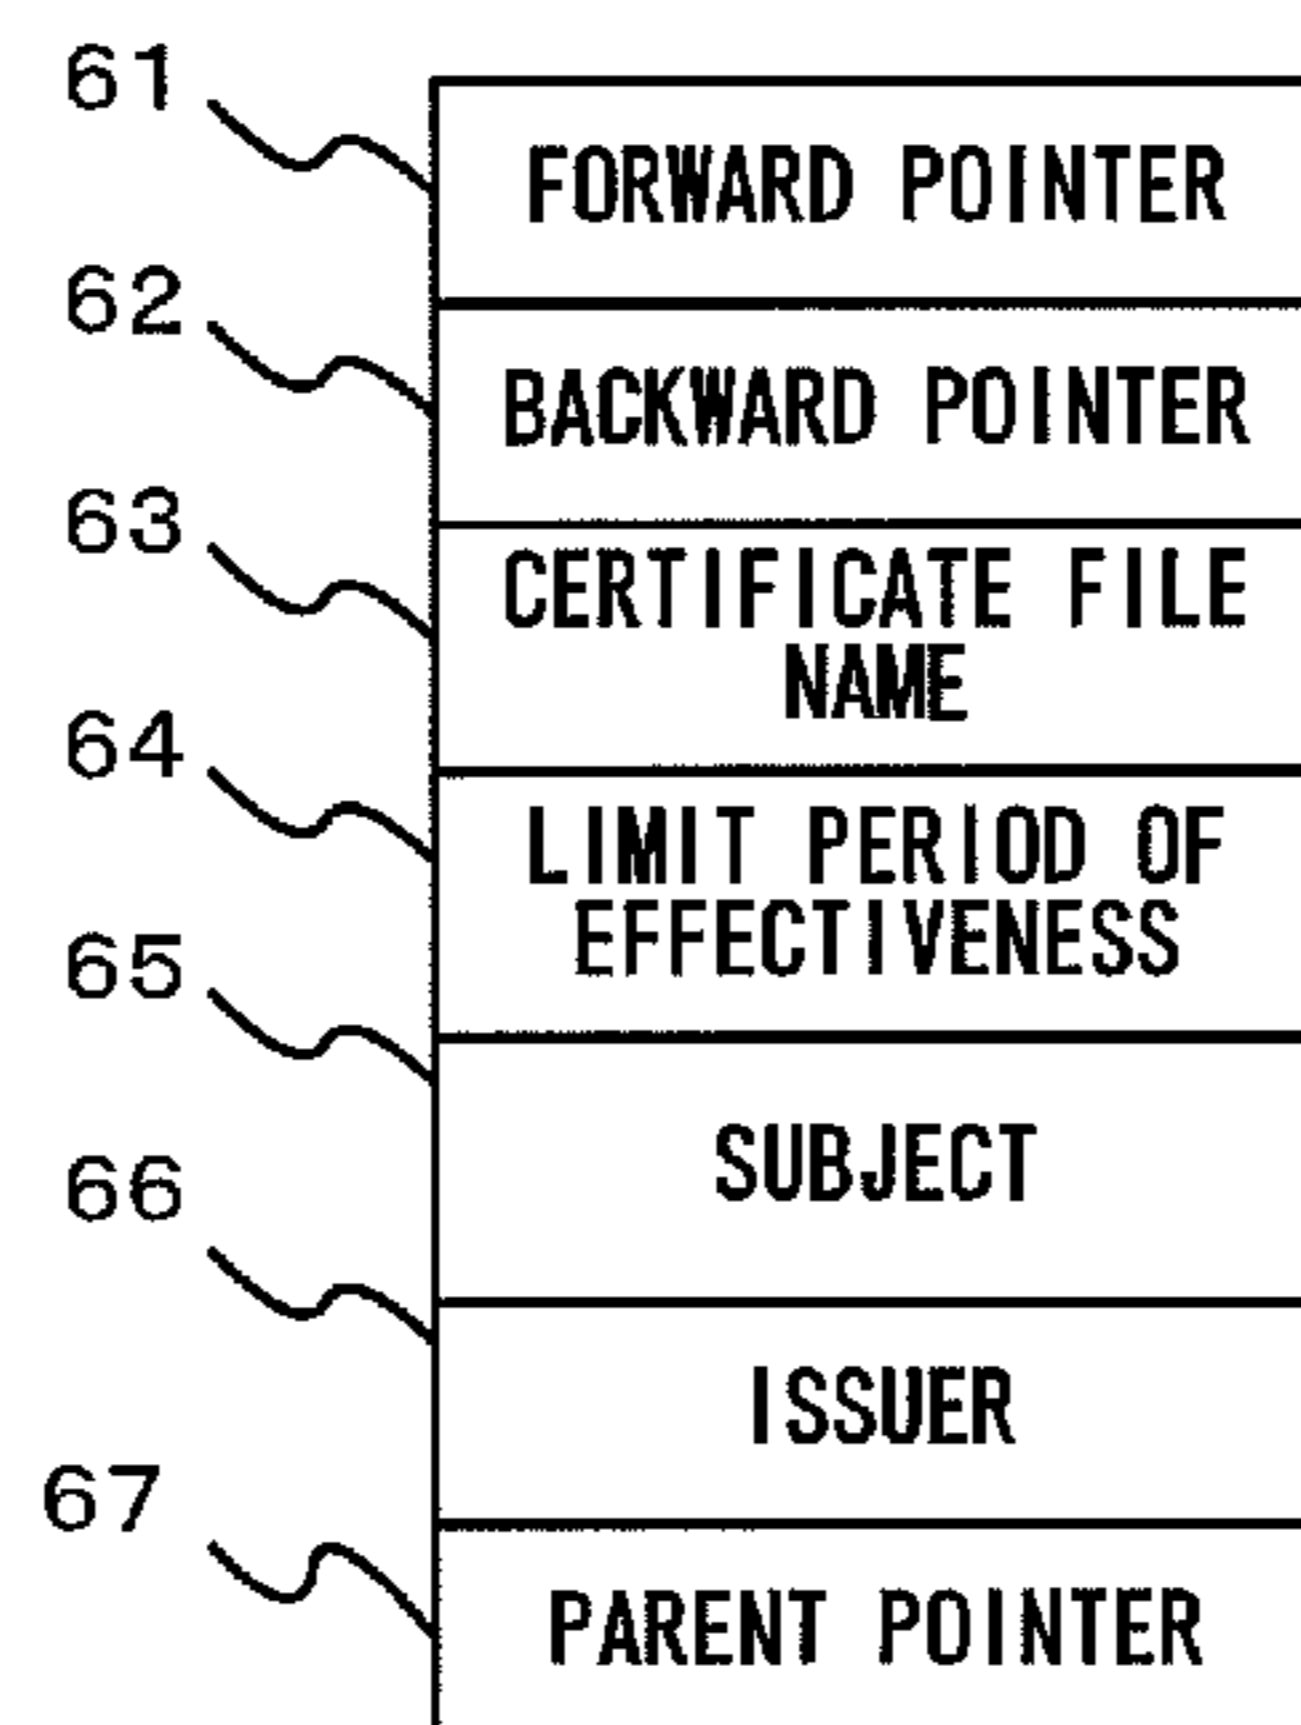 61
FORWARD POINTER
62
BACKWARD POINTER
63
CERTIFICATE FILE
NAME
64
LIMIT PERIOD OF
EFFECTIVENESS
65
SUBJECT
66
ISSUER
67
PARENT POINTER